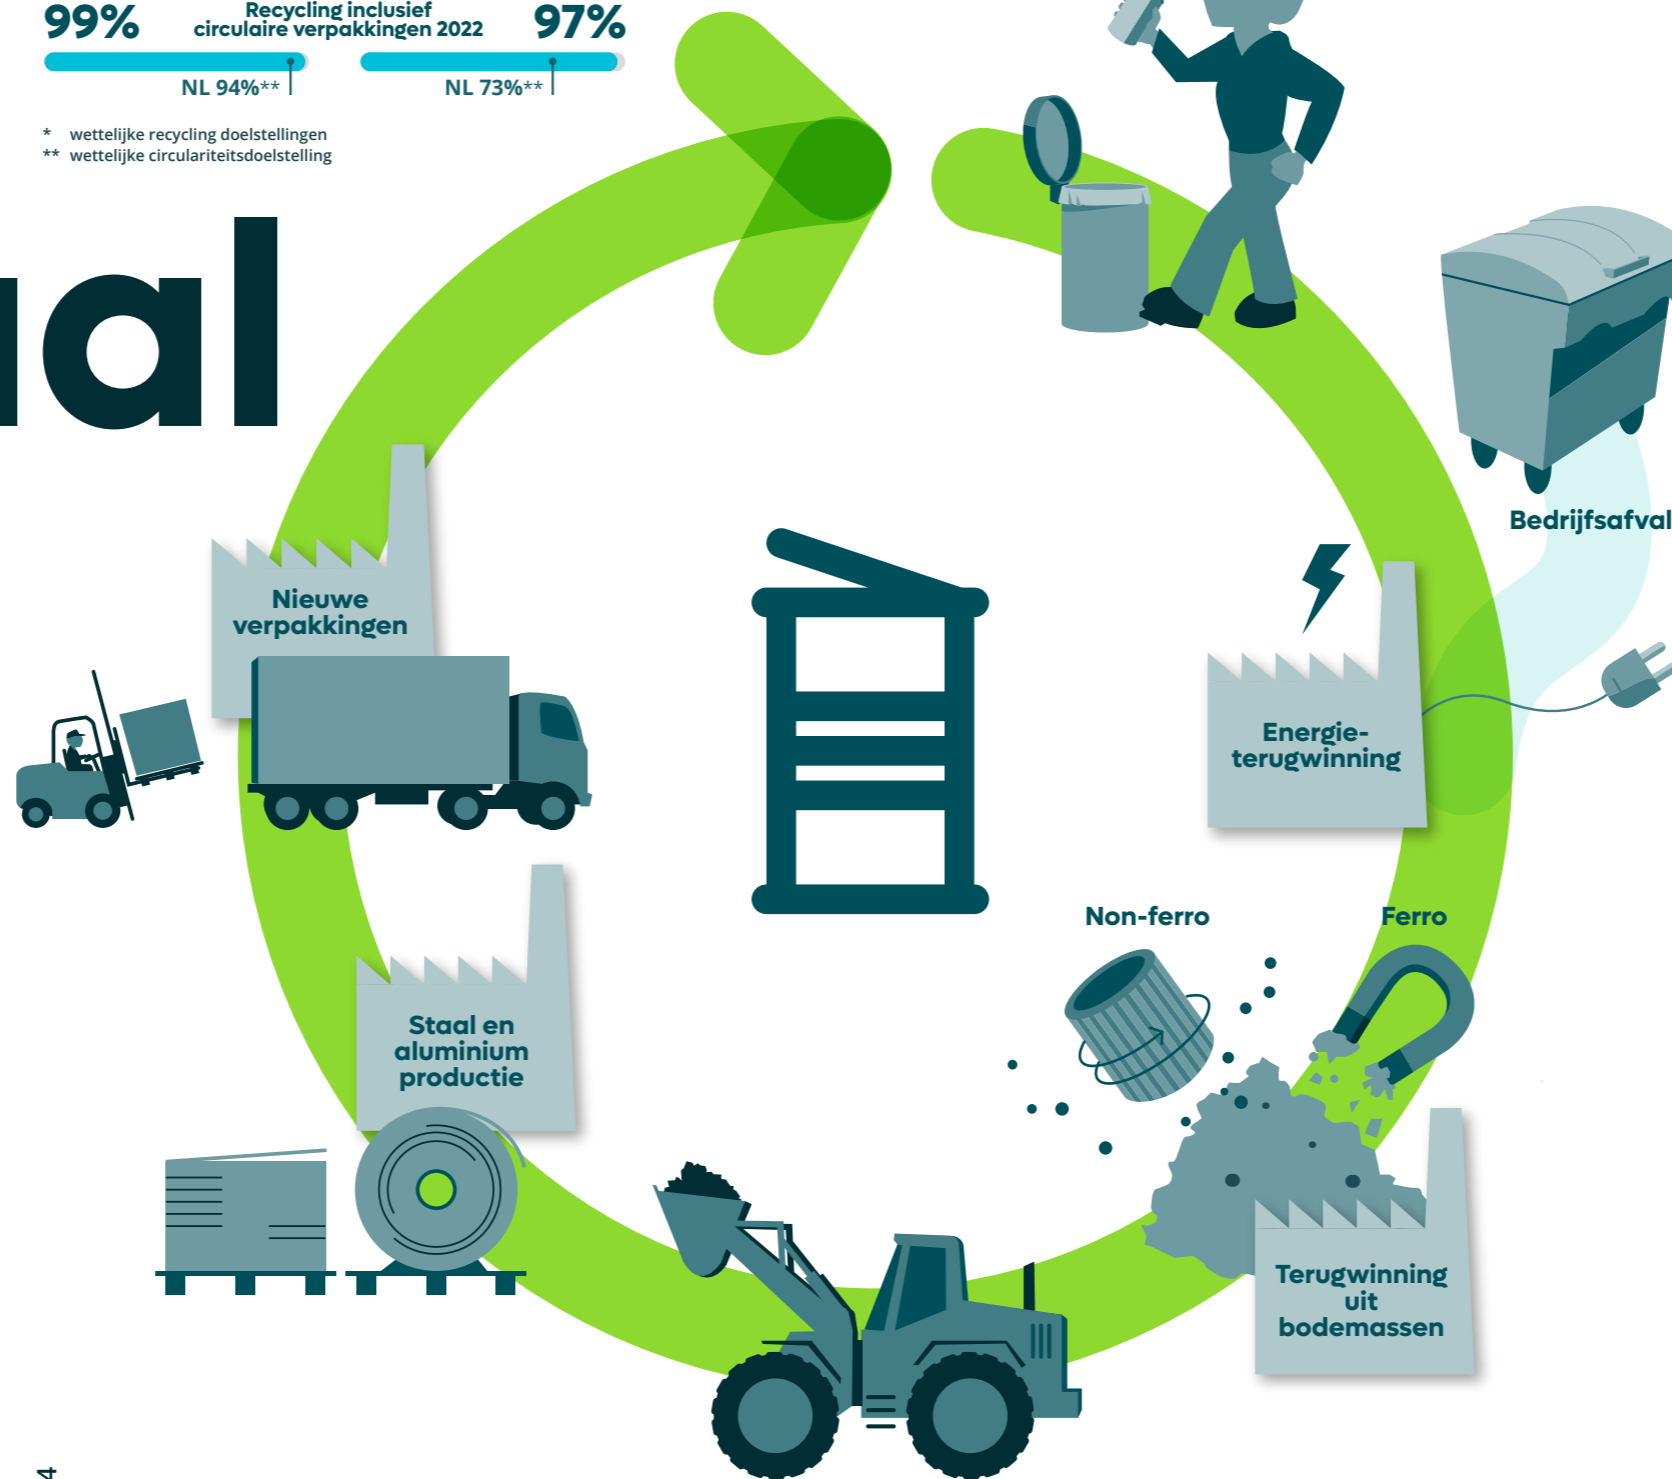 99% Recycling inclusief 97%
circulaire verpakkingen 2022
NL 94%** NL 73%**
* wettelijke recycling doelstellingen
** wettelijke circulariteitsdoelstelling
al
Bedrijfsafval
Nieuwe
verpakkingen
Energie-
terugwinning
Non-ferro
Ferro
Staal en
aluminium
productie
Terugwinning
uit
bodemassen
4